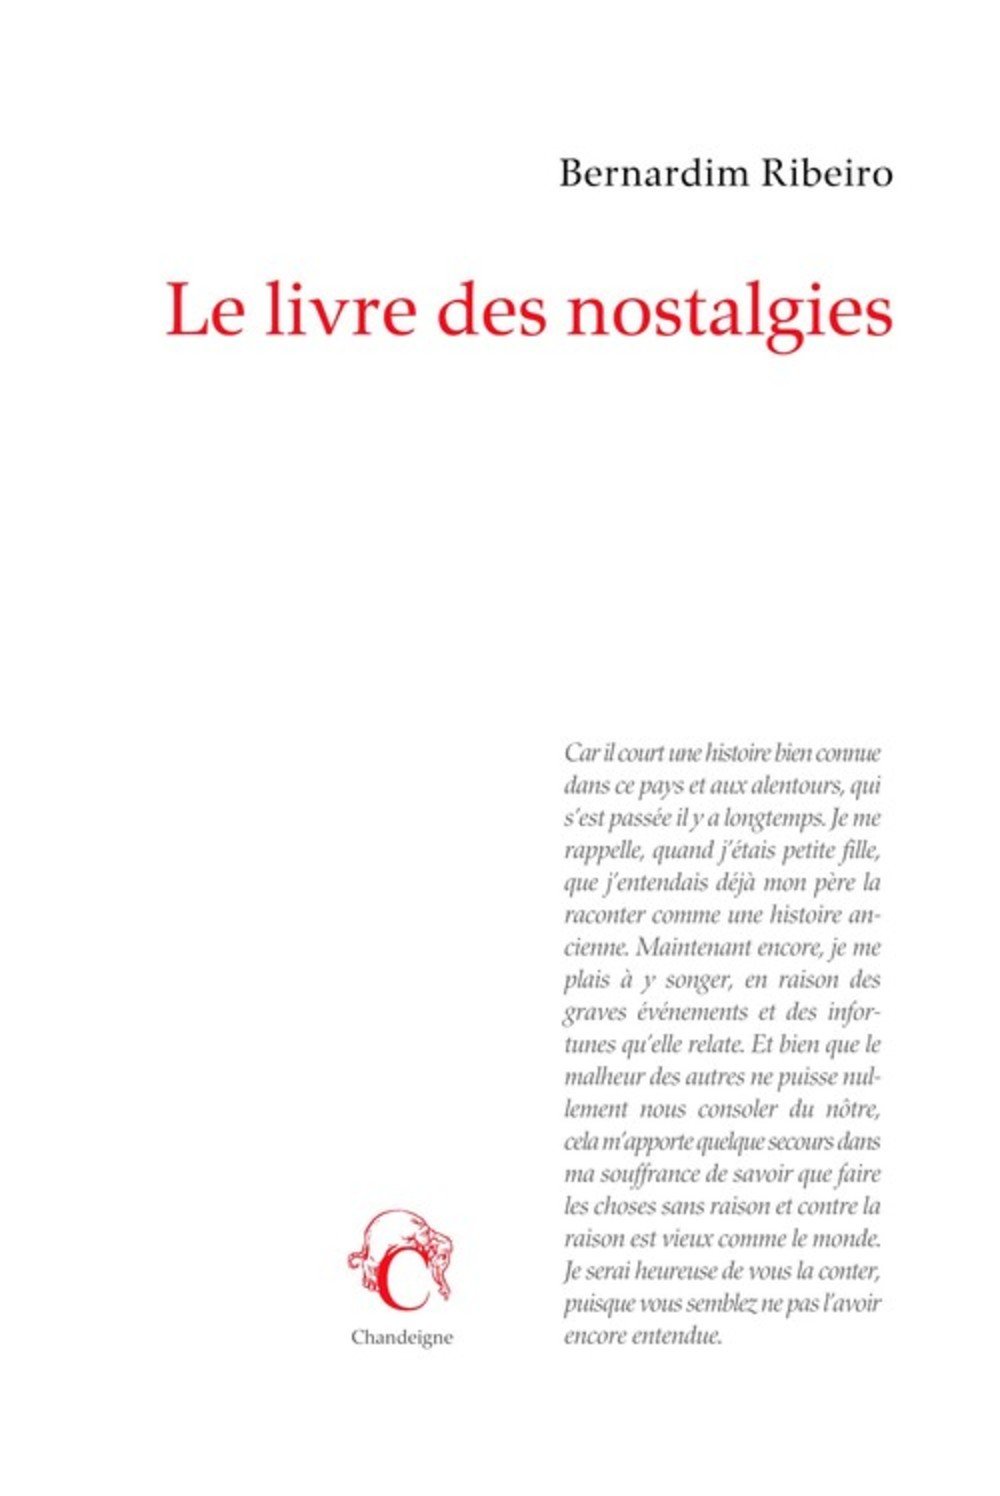 Bernardim Ribeiro
Le livre des nostalgies
Car il court une histoire bien connue
dans ce pays et aux alentours, qui
s'est passée il y a longtemps. Je me
rappelle, quand j'étais petite fille,
que j'entendais déjà mon père la
raconter comme une histoire an-
cienne. Maintenant encore, je me
plais à y songer, en raison des
graves événements et des infor-
tunes qu'elle relate. Et bien que le
malheur des autres ne puisse nul-
lement nous consoler du nôtre,
cela m'apporte quelque secours dans
ma souffrance de savoir que faire
les choses sans raison et contre la
raison est vieux comme le monde.
Je serai heureuse de vous la conter,
puisque vous semblez ne pas l'avoir
encore entendue.
C
Chandeigne